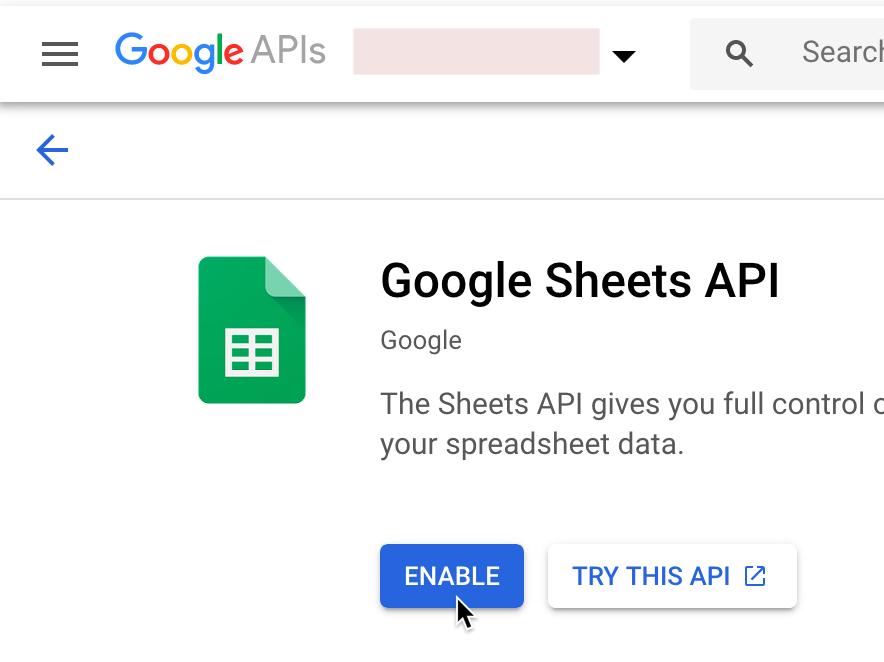 Google APIs
Search
Google Sheets API
Google
The Sheets API gives you full control
your spreadsheet data.
ENABLE
TRY THIS API